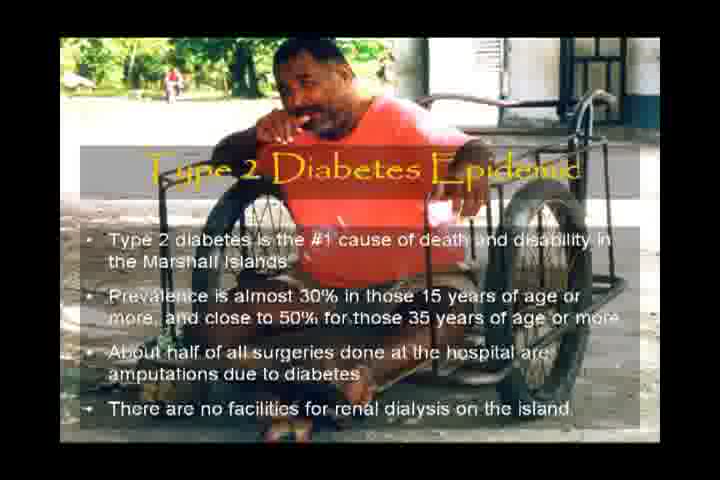 Type 2 Diabetes Epidemic
• Type 2 diabetes is the #1 cause of death and disability in
the Marshall Islands.
• Prevalence is almost 30% in those 15 years of age or
more, and close to 50% for those 35 years of age or more
• About half of all surgeries done at the hospital are
amputations due to diabetes
• There are no facilities for renal dialysis on the island.